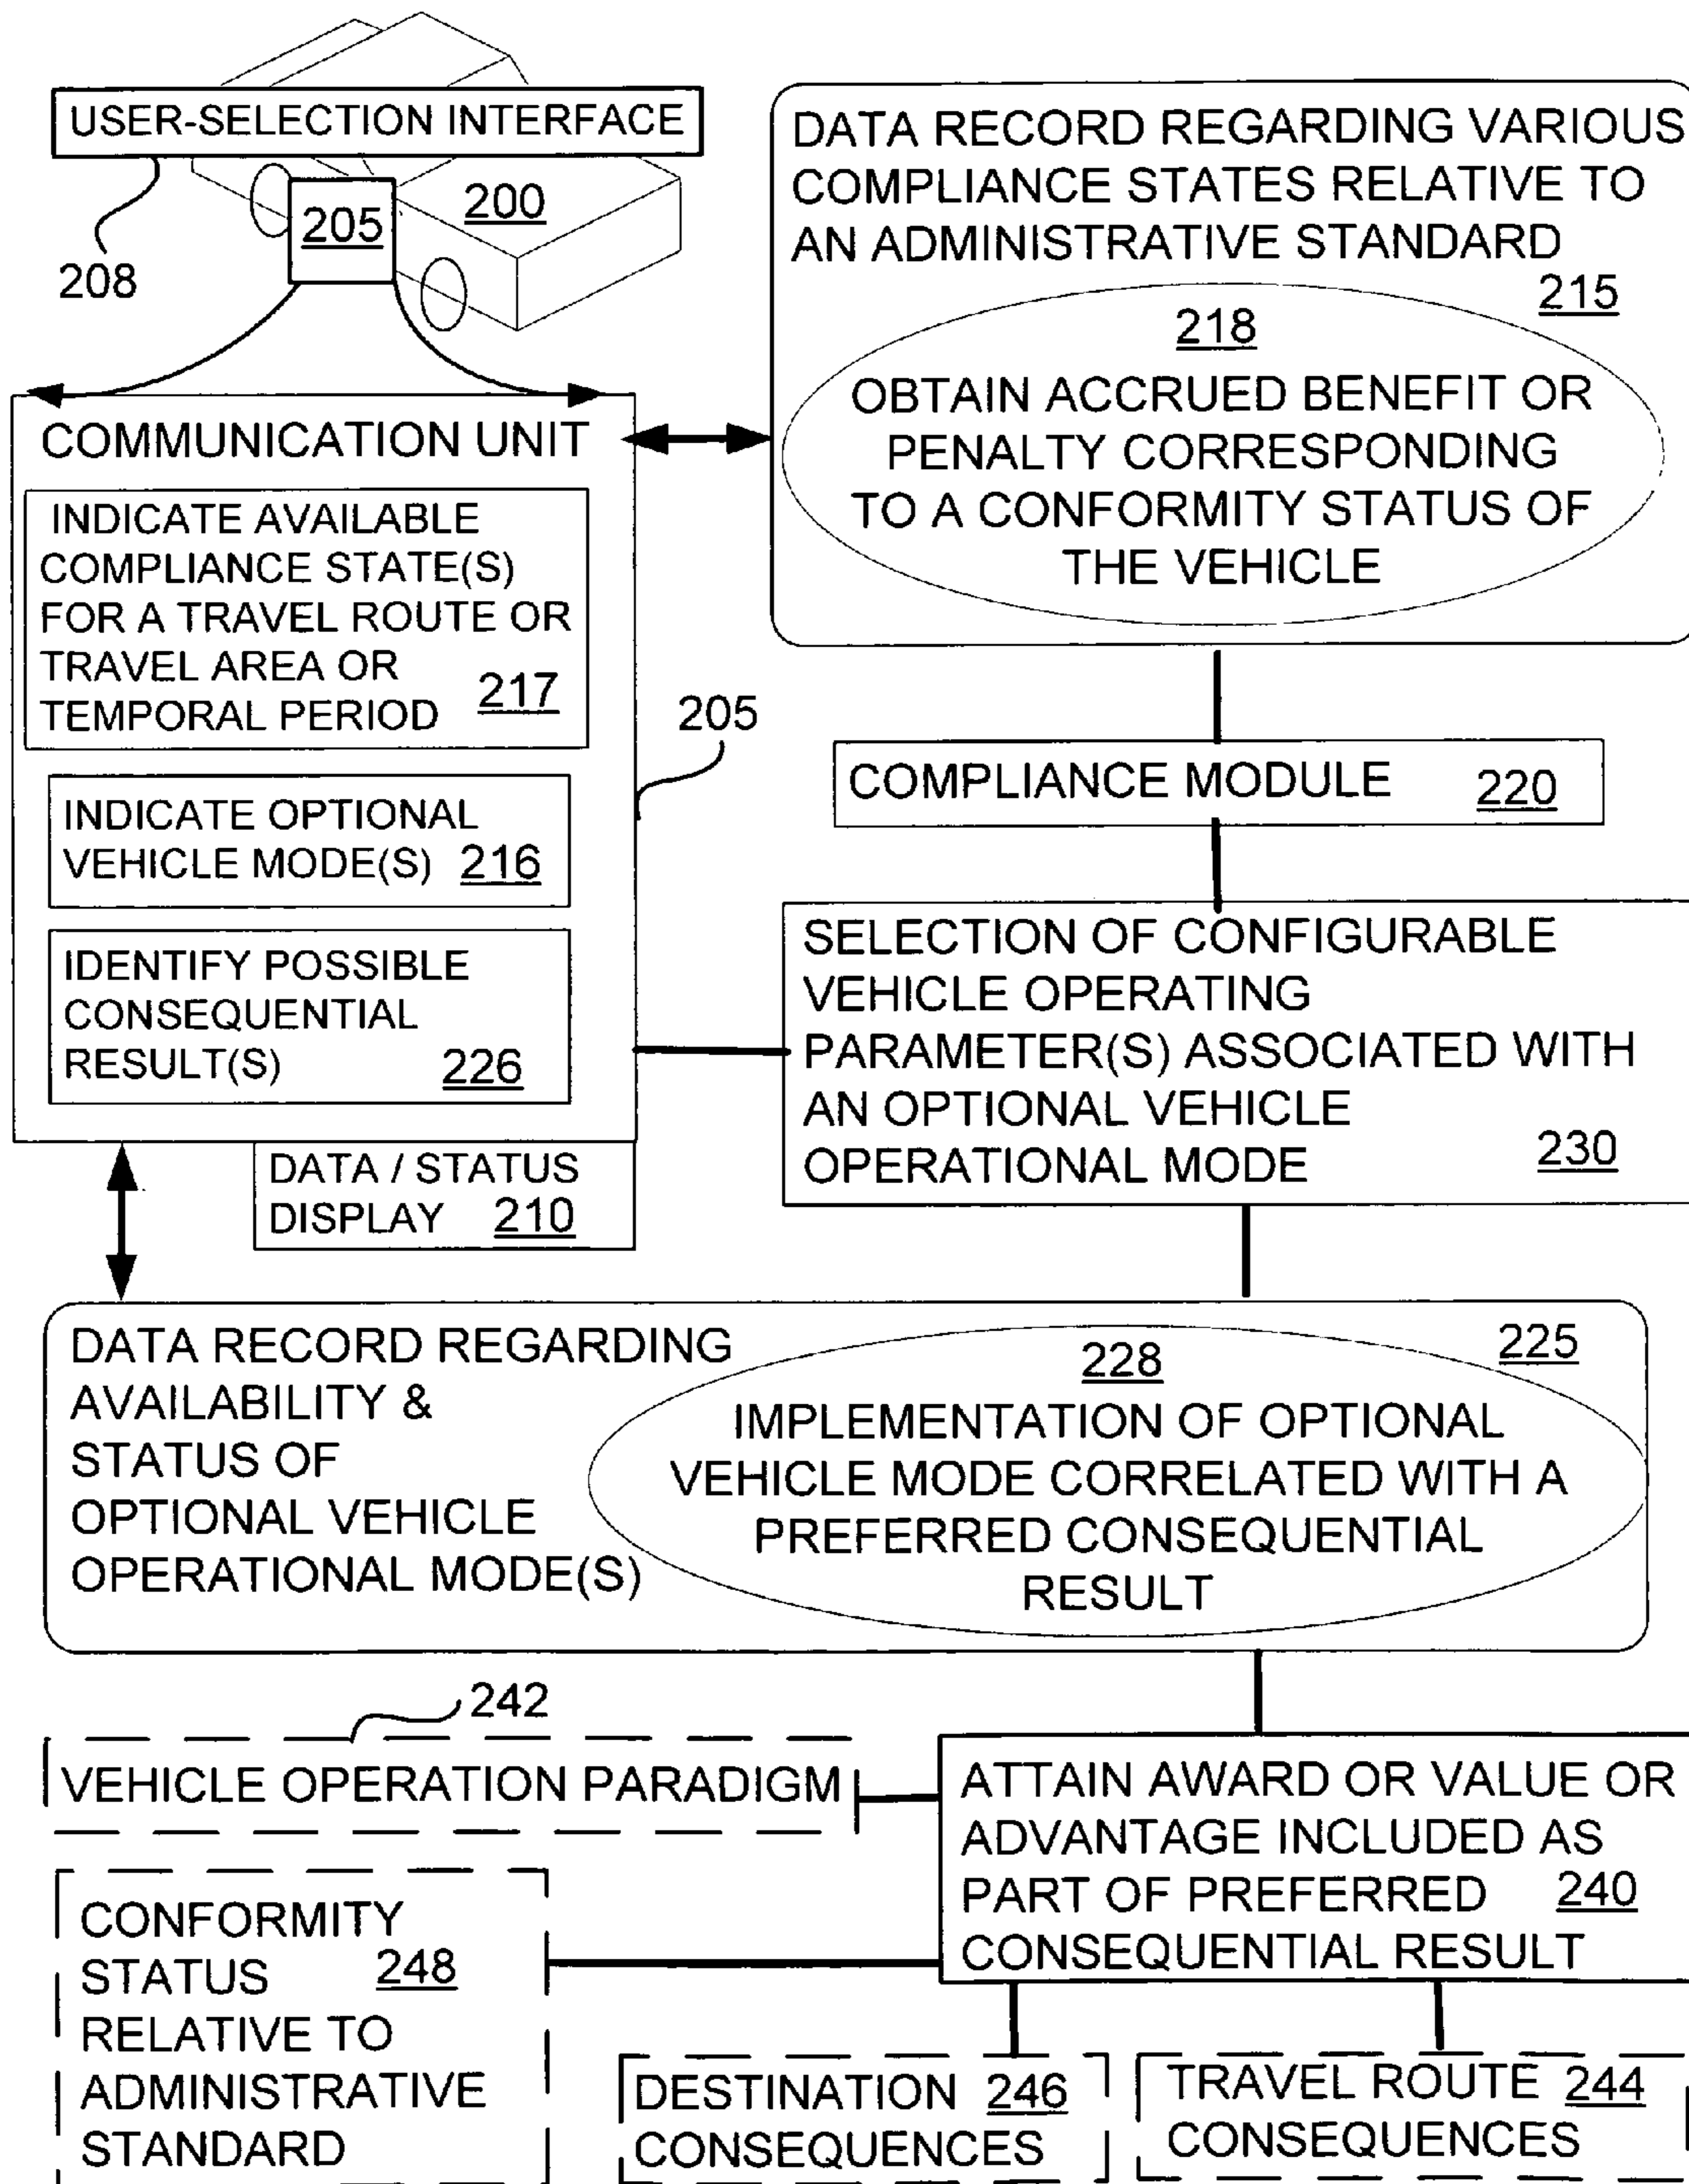 USER-SELECTION INTERFACE
200
205
208
DATA RECORD REGARDING VARIOUS
COMPLIANCE STATES RELATIVE TO
AN ADMINISTRATIVE STANDARD
215
218
OBTAIN ACCRUED BENEFIT OR
PENALTY CORRESPONDING
TO A CONFORMITY STATUS OF
THE VEHICLE
COMMUNICATION UNIT
INDICATE AVAILABLE
COMPLIANCE STATE(S)
FOR A TRAVEL ROUTE OR
TRAVEL AREA OR
TEMPORAL PERIOD 217
205
INDICATE OPTIONAL
VEHICLE MODE(S) 216
IDENTIFY POSSIBLE
CONSEQUENTIAL
RESULT(S) 226
DATA / STATUS
DISPLAY 210
COMPLIANCE MODULE 220
SELECTION OF CONFIGURABLE
VEHICLE OPERATING
PARAMETER(S) ASSOCIATED WITH
AN OPTIONAL VEHICLE
OPERATIONAL MODE 230
DATA RECORD REGARDING
AVAILABILITY &
STATUS OF
OPTIONAL VEHICLE
OPERATIONAL MODE(S)
225
228
IMPLEMENTATION OF OPTIONAL
VEHICLE MODE CORRELATED WITH A
PREFERRED CONSEQUENTIAL
RESULT
242
VEHICLE OPERATION PARADIGM
ATTAIN AWARD OR VALUE OR
ADVANTAGE INCLUDED AS
PART OF PREFERRED 240
CONSEQUENTIAL RESULT
CONFORMITY
STATUS 248
RELATIVE TO
ADMINISTRATIVE
STANDARD
DESTINATION 246
CONSEQUENCES
TRAVEL ROUTE 244
CONSEQUENCES